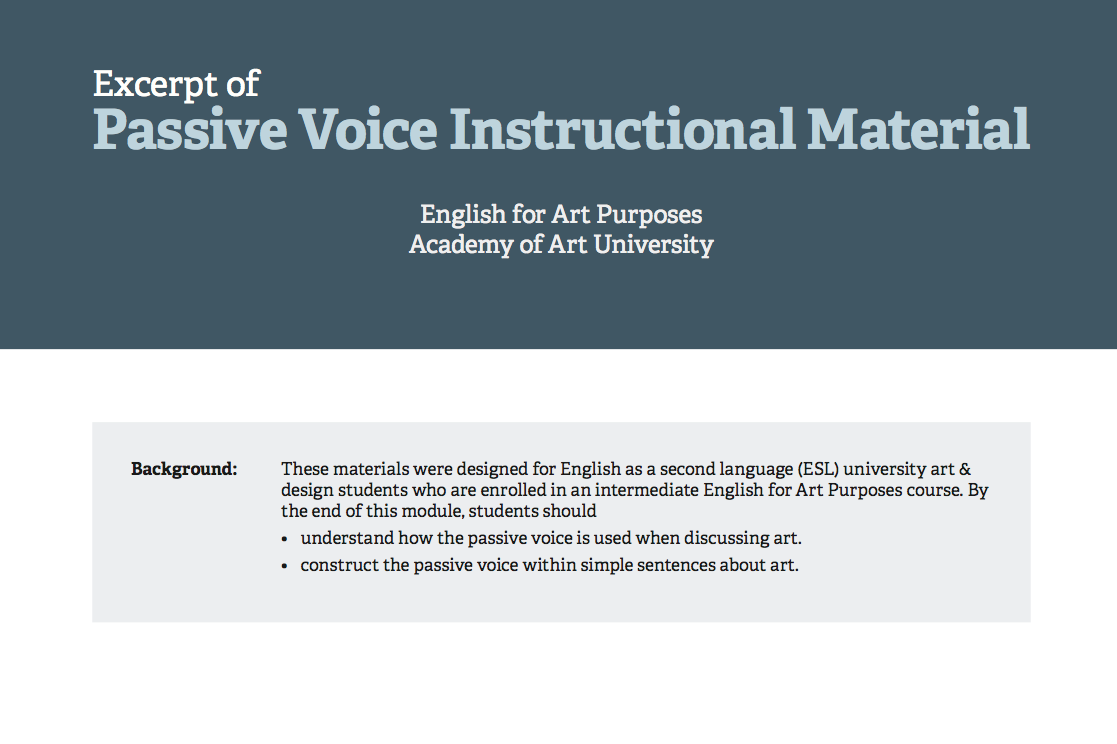 Excerpt of
Passive Voice Instructional Material
English for Art Purposes
Academy of Art University
Background:
These materials were designed for English as a second language (ESL) university art &
design students who are enrolled in an intermediate English for Art Purposes course. By
the end of this module, students should
• understand how the passive voice is used when discussing art.
• construct the passive voice within simple sentences about art.